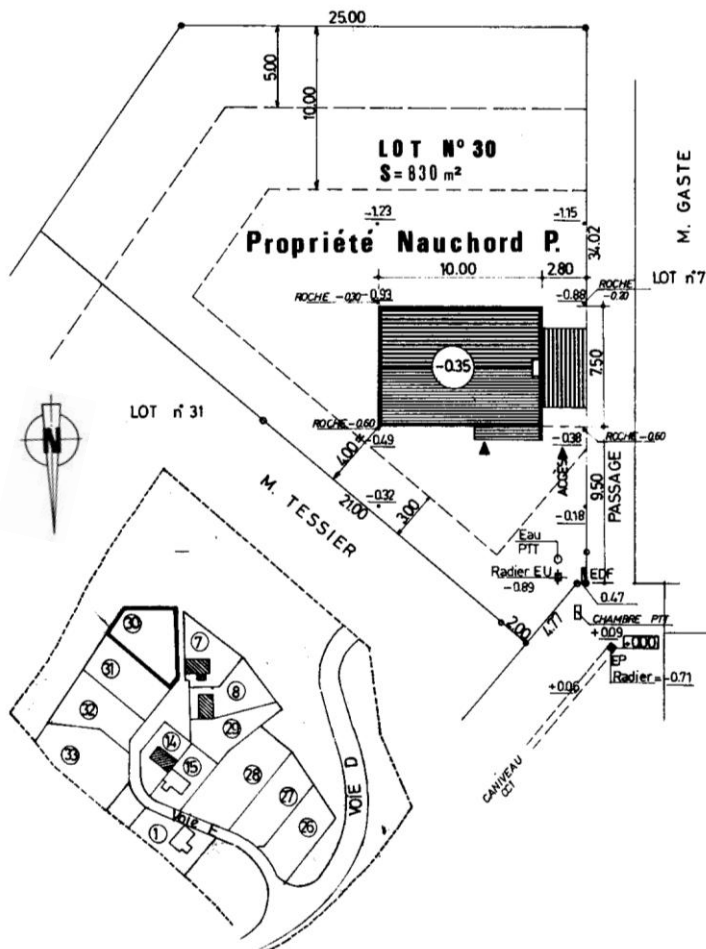 25.00
5.00
10.00
LOT N° 30
S = 830 m²
M. GASTE
-1.23
-1.15
34.02
Propriété Nauchord P.
10.00
2.80
LOT n°7
ROCHE -0.30
-0.93
-0.88
ROCHE
-0.20
-0.35
7.50
LOT n° 31
ROCHE -0.60
-0.49
-0.38
ROCHE -0.60
N
4.00
ACCÈS
9.50
PASSAGE
M. TESSIER
21.00
-0.32
3.00
-0.18
Eau
PTT
Radier EU
-0.89
EDF
0.47
2.00
4.77
CHAMBRE PTT
+0.09
+0.00
EP
Radier = -0.71
+0.06
CANIVEAU
CC1
30
7
31
8
32
29
33
14
15
28
27
26
1
Voie E
VOIE D